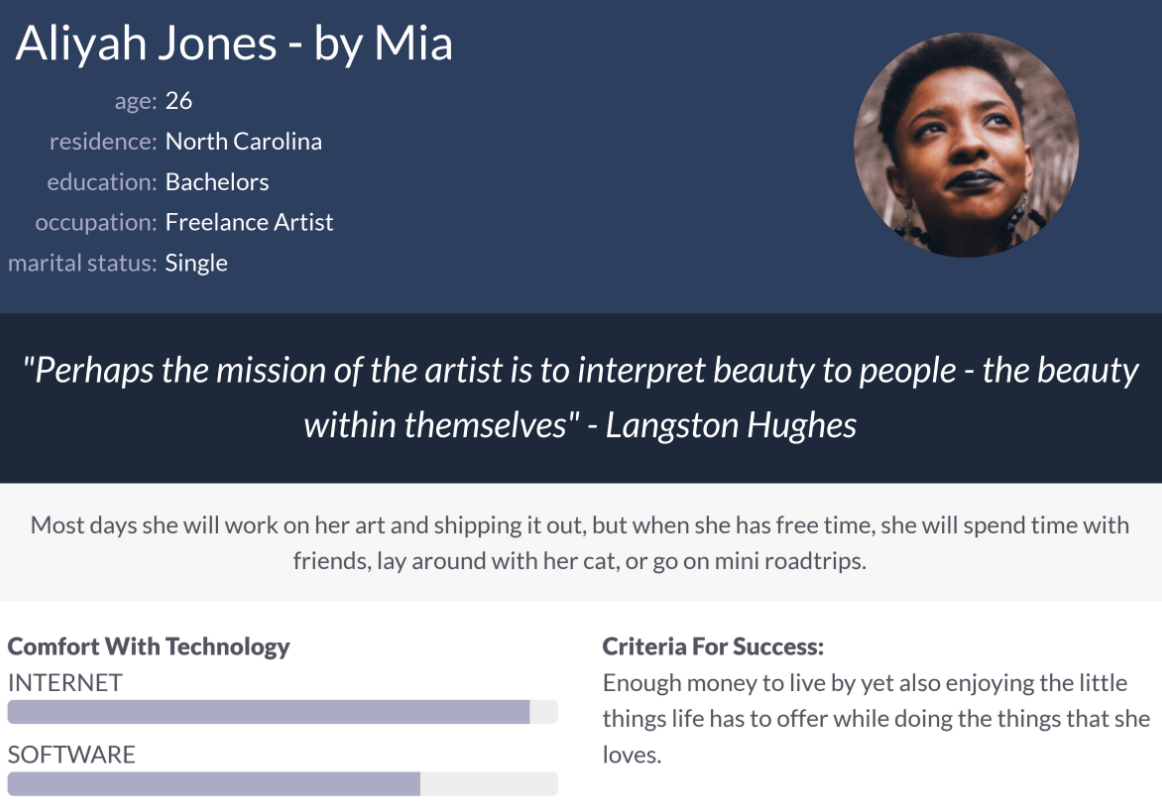 Aliyah Jones - by Mia
age: 26
residence: North Carolina
education: Bachelors
occupation: Freelance Artist
marital status: Single
"Perhaps the mission of the artist is to interpret beauty to people - the beauty
within themselves" - Langston Hughes
Most days she will work on her art and shipping it out, but when she has free time, she will spend time with
friends, lay around with her cat, or go on mini roadtrips.
Comfort With Technology
INTERNET
SOFTWARE
Criteria For Success:
Enough money to live by yet also enjoying the little
things life has to offer while doing the things that she
loves.